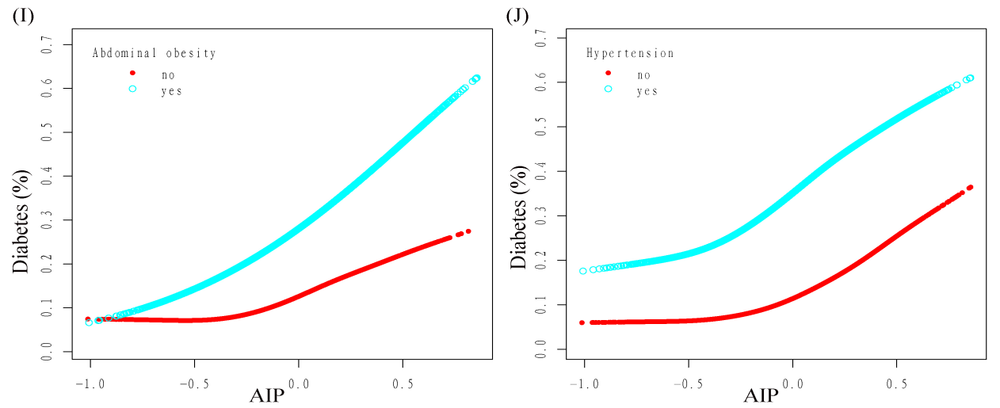 (I)
Abdominal obesity
no
yes
Diabetes (%)
0.7
0.6
0.5
0.4
0.3
0.2
0.1
0.0
−1.0 −0.5 0.0 0.5
AIP
(J)
Hypertension
no
yes
Diabetes (%)
0.7
0.6
0.5
0.4
0.3
0.2
0.1
0.0
−1.0 −0.5 0.0 0.5
AIP